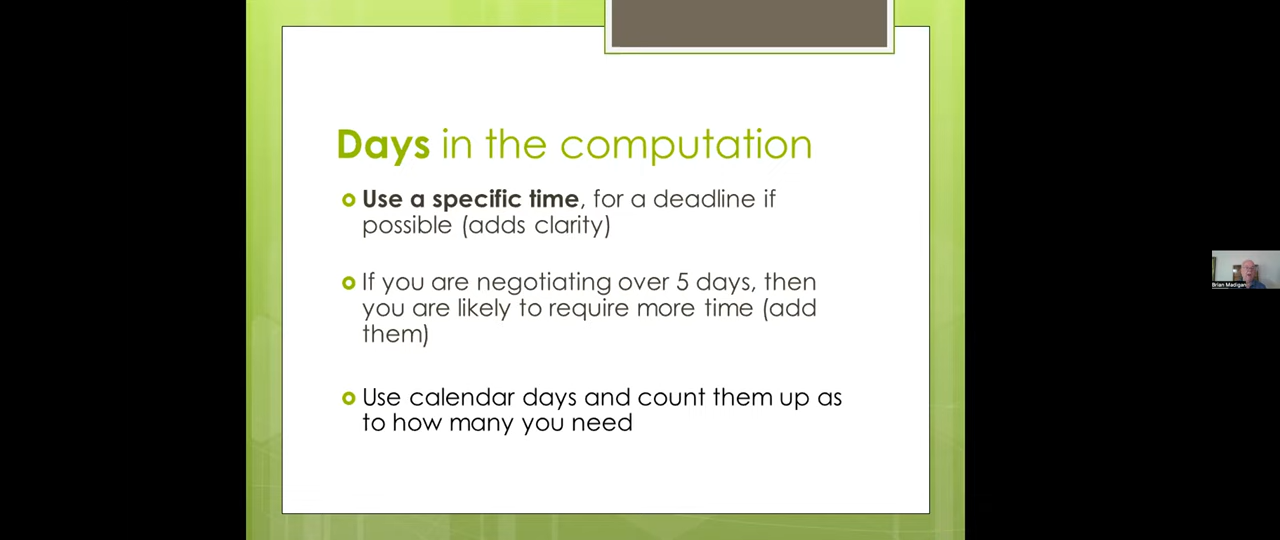 Days in the computation
Use a specific time, for a deadline if
possible (adds clarity)
If you are negotiating over 5 days, then
you are likely to require more time (add
them)
Use calendar days and count them up as
to how many you need
Brian Madigan